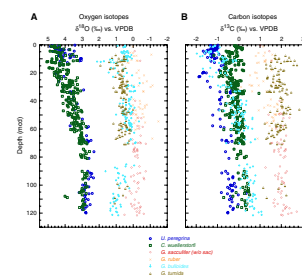 A
Oxygen isotopes
δ18O (‰) vs. VPDB
5 4 3 2 1 0 -1
B
Carbon isotopes
δ13C (‰) vs. VPDB
-2 -1 0 1 2 3
Depth (mcd)
0
20
40
60
80
100
120
U. peregrina
C. wuellerstorfi
G. sacculifer (w/o sac)
G. ruber
G. tumida